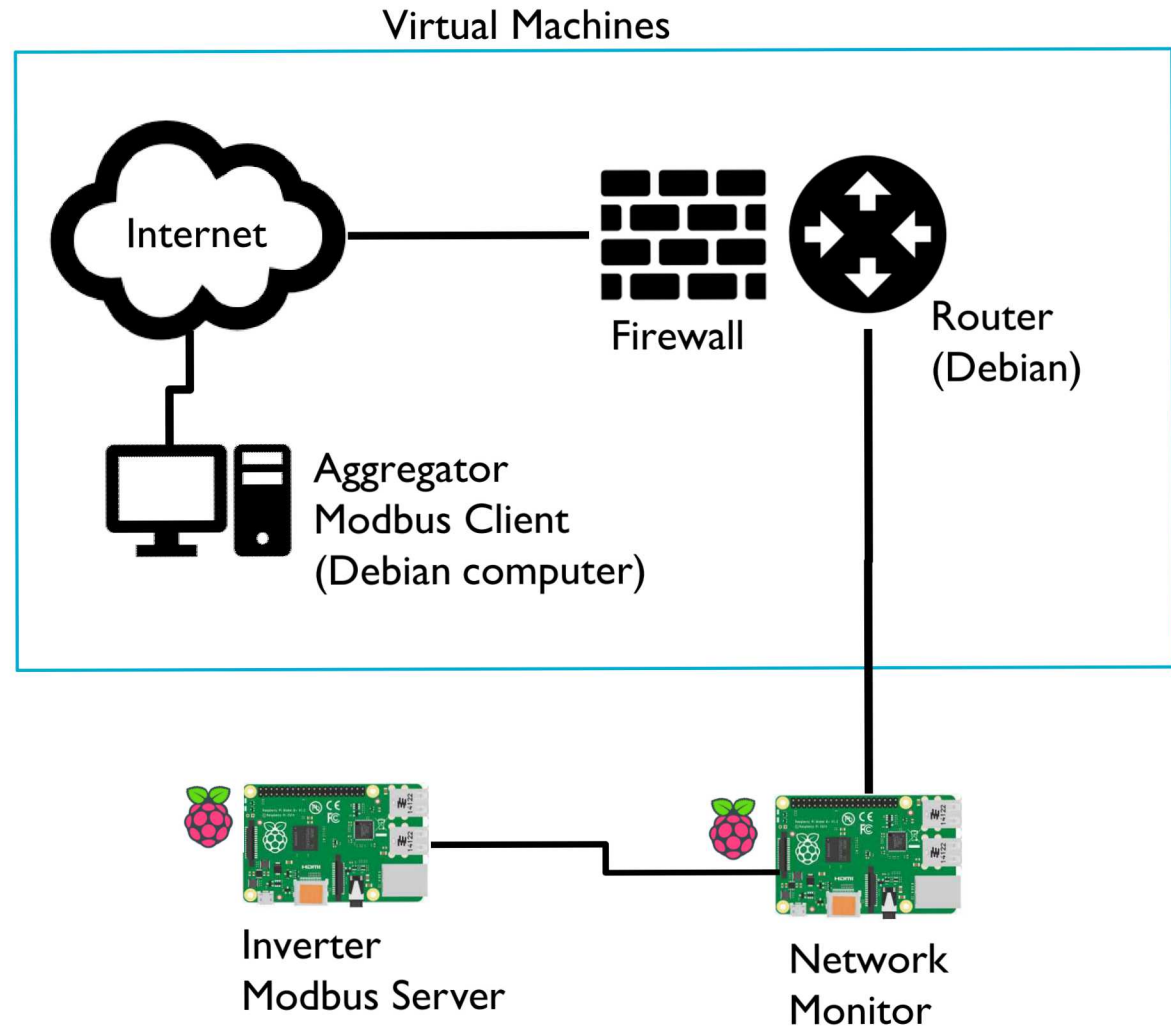 Virtual Machines
Internet
Firewall
Router
(Debian)
Aggregator
Modbus Client
(Debian computer)
Inverter
Modbus Server
Network
Monitor